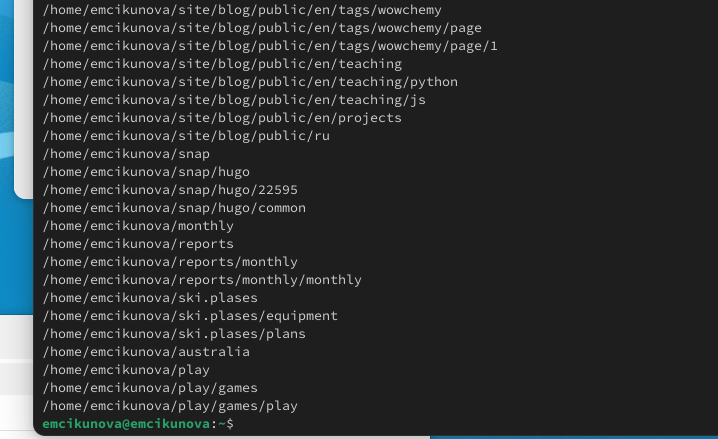 /home/emcikunova/site/blog/public/en/tags/wowchemy
/home/emcikunova/site/blog/public/en/tags/wowchemy/page
/home/emcikunova/site/blog/public/en/tags/wowchemy/page/1
/home/emcikunova/site/blog/public/en/teaching
/home/emcikunova/site/blog/public/en/teaching/python
/home/emcikunova/site/blog/public/en/teaching/js
/home/emcikunova/site/blog/public/en/projects
/home/emcikunova/site/blog/public/ru
/home/emcikunova/snap
/home/emcikunova/snap/hugo
/home/emcikunova/snap/hugo/22595
/home/emcikunova/snap/hugo/common
/home/emcikunova/monthly
/home/emcikunova/reports
/home/emcikunova/reports/monthly
/home/emcikunova/reports/monthly/monthly
/home/emcikunova/ski.plases
/home/emcikunova/ski.plases/equipment
/home/emcikunova/ski.plases/plans
/home/emcikunova/australia
/home/emcikunova/play
/home/emcikunova/play/games
/home/emcikunova/play/games/play
emcikunova@emcikunova:~$